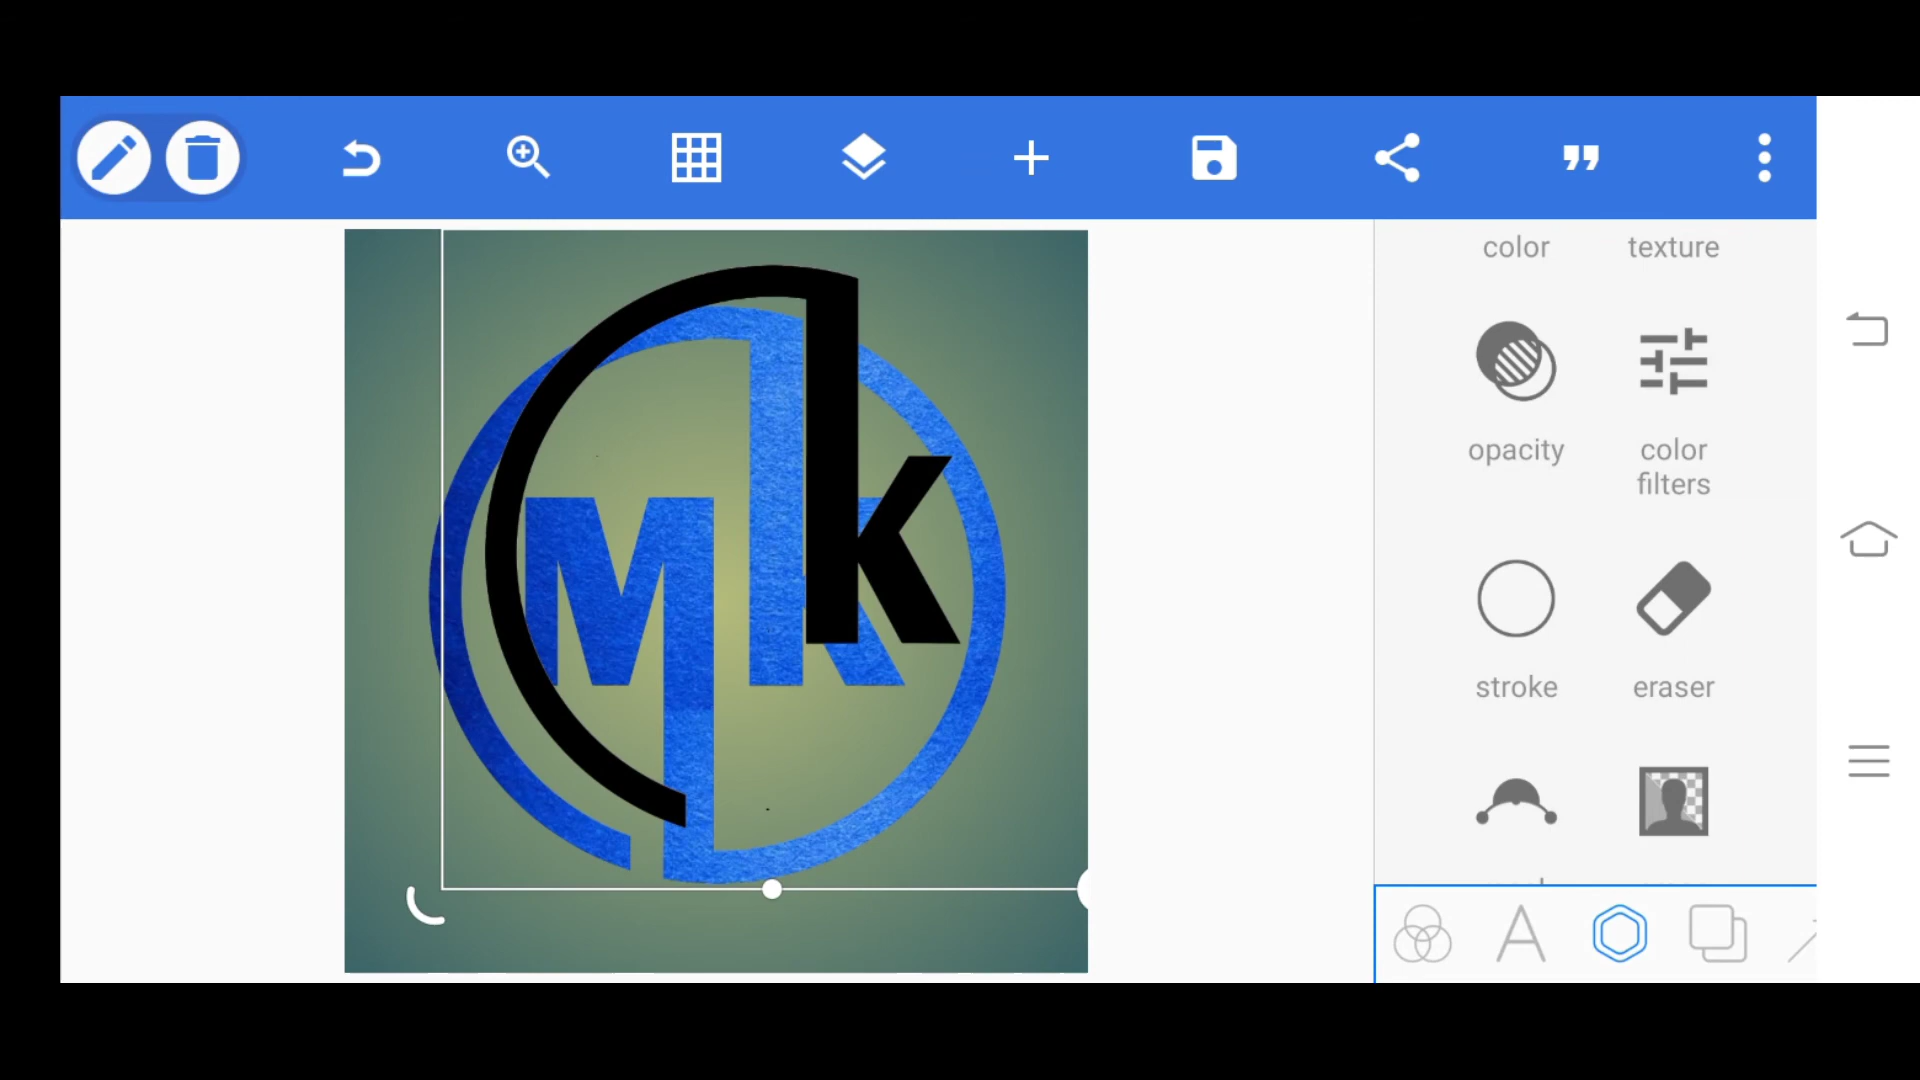 color texture
k
MK
opacity color
filters
stroke eraser